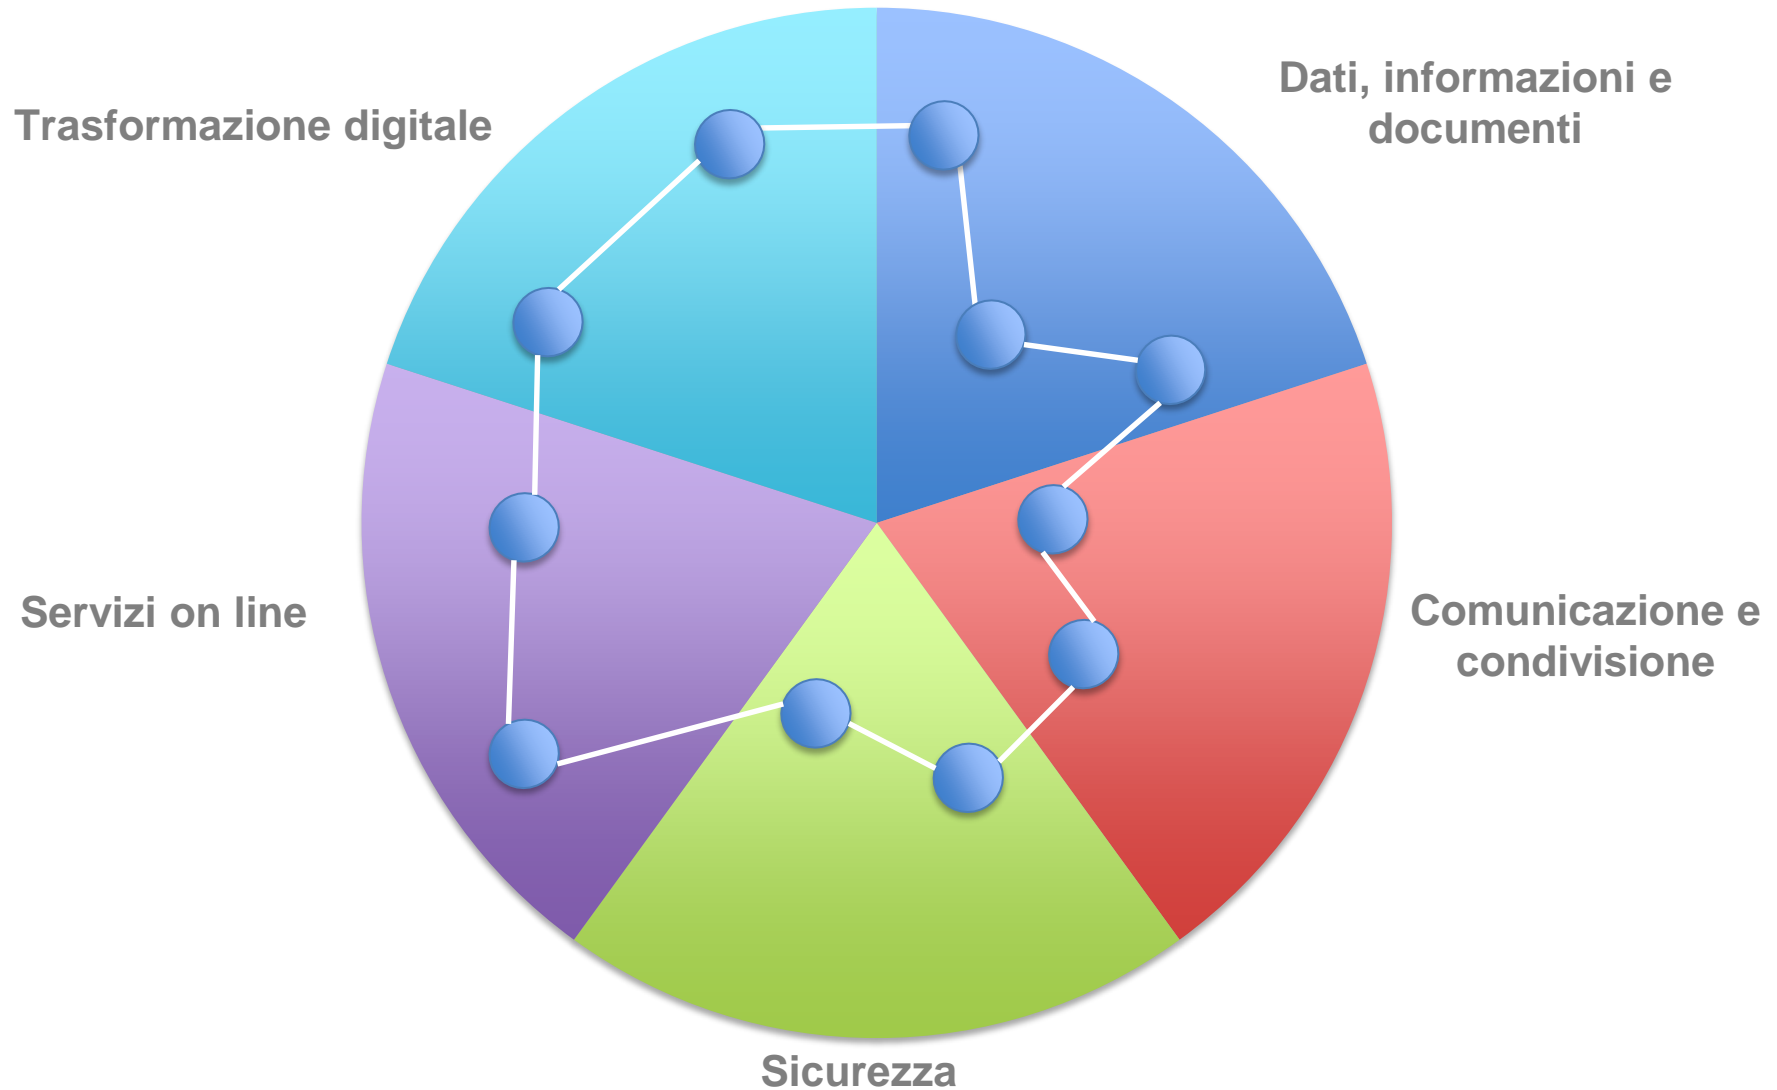 Dati, informazioni e
documenti
Trasformazione digitale
Servizi on line
Comunicazione e
condivisione
Sicurezza